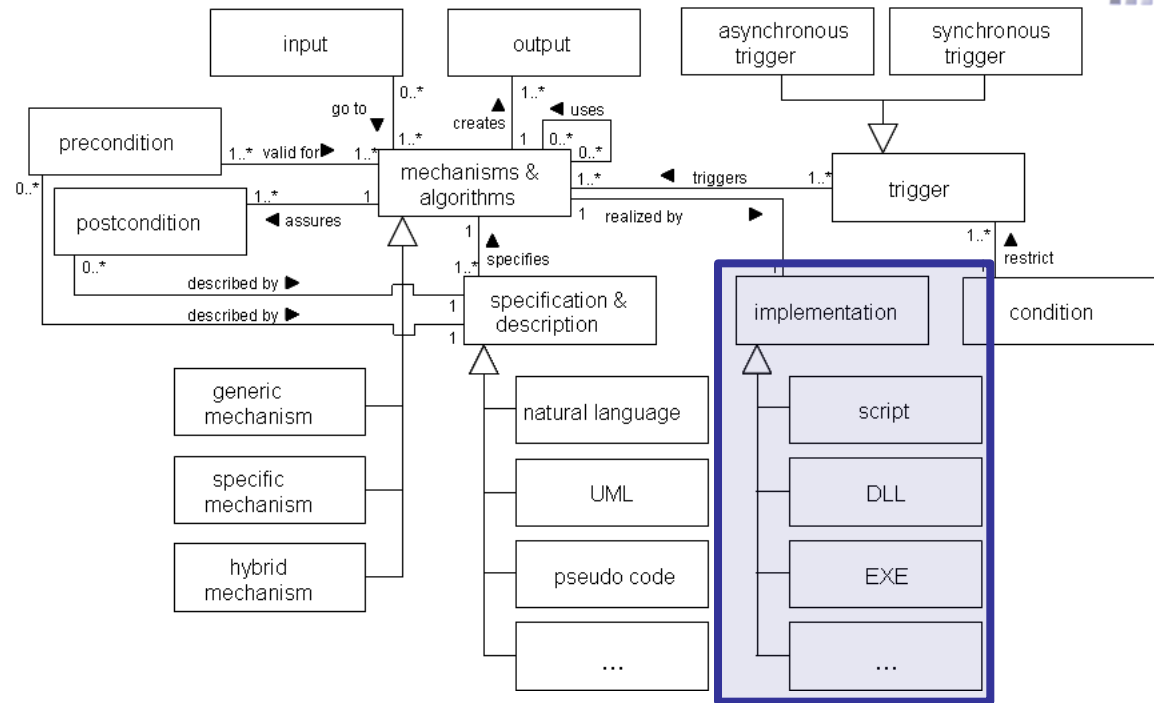 input
output
asynchronous
trigger
synchronous
trigger
0..*
1..*
◄ uses
go to
▼
creates
▲
0..*
0..*
precondition
1..*
1
1..*
valid for ►
1..*
mechanisms &
algorithms
1..*
◄ triggers
1..*
trigger
0..*
postcondition
1..*
◄ assures
1
1
realized by
►
1..*
▲
restrict
0..*
1
▲
specifies
1..*
described by ►
1
described by ►
1
specification &
description
implementation
condition
generic
mechanism
natural language
script
specific
mechanism
UML
DLL
hybrid
mechanism
pseudo code
EXE
...
...